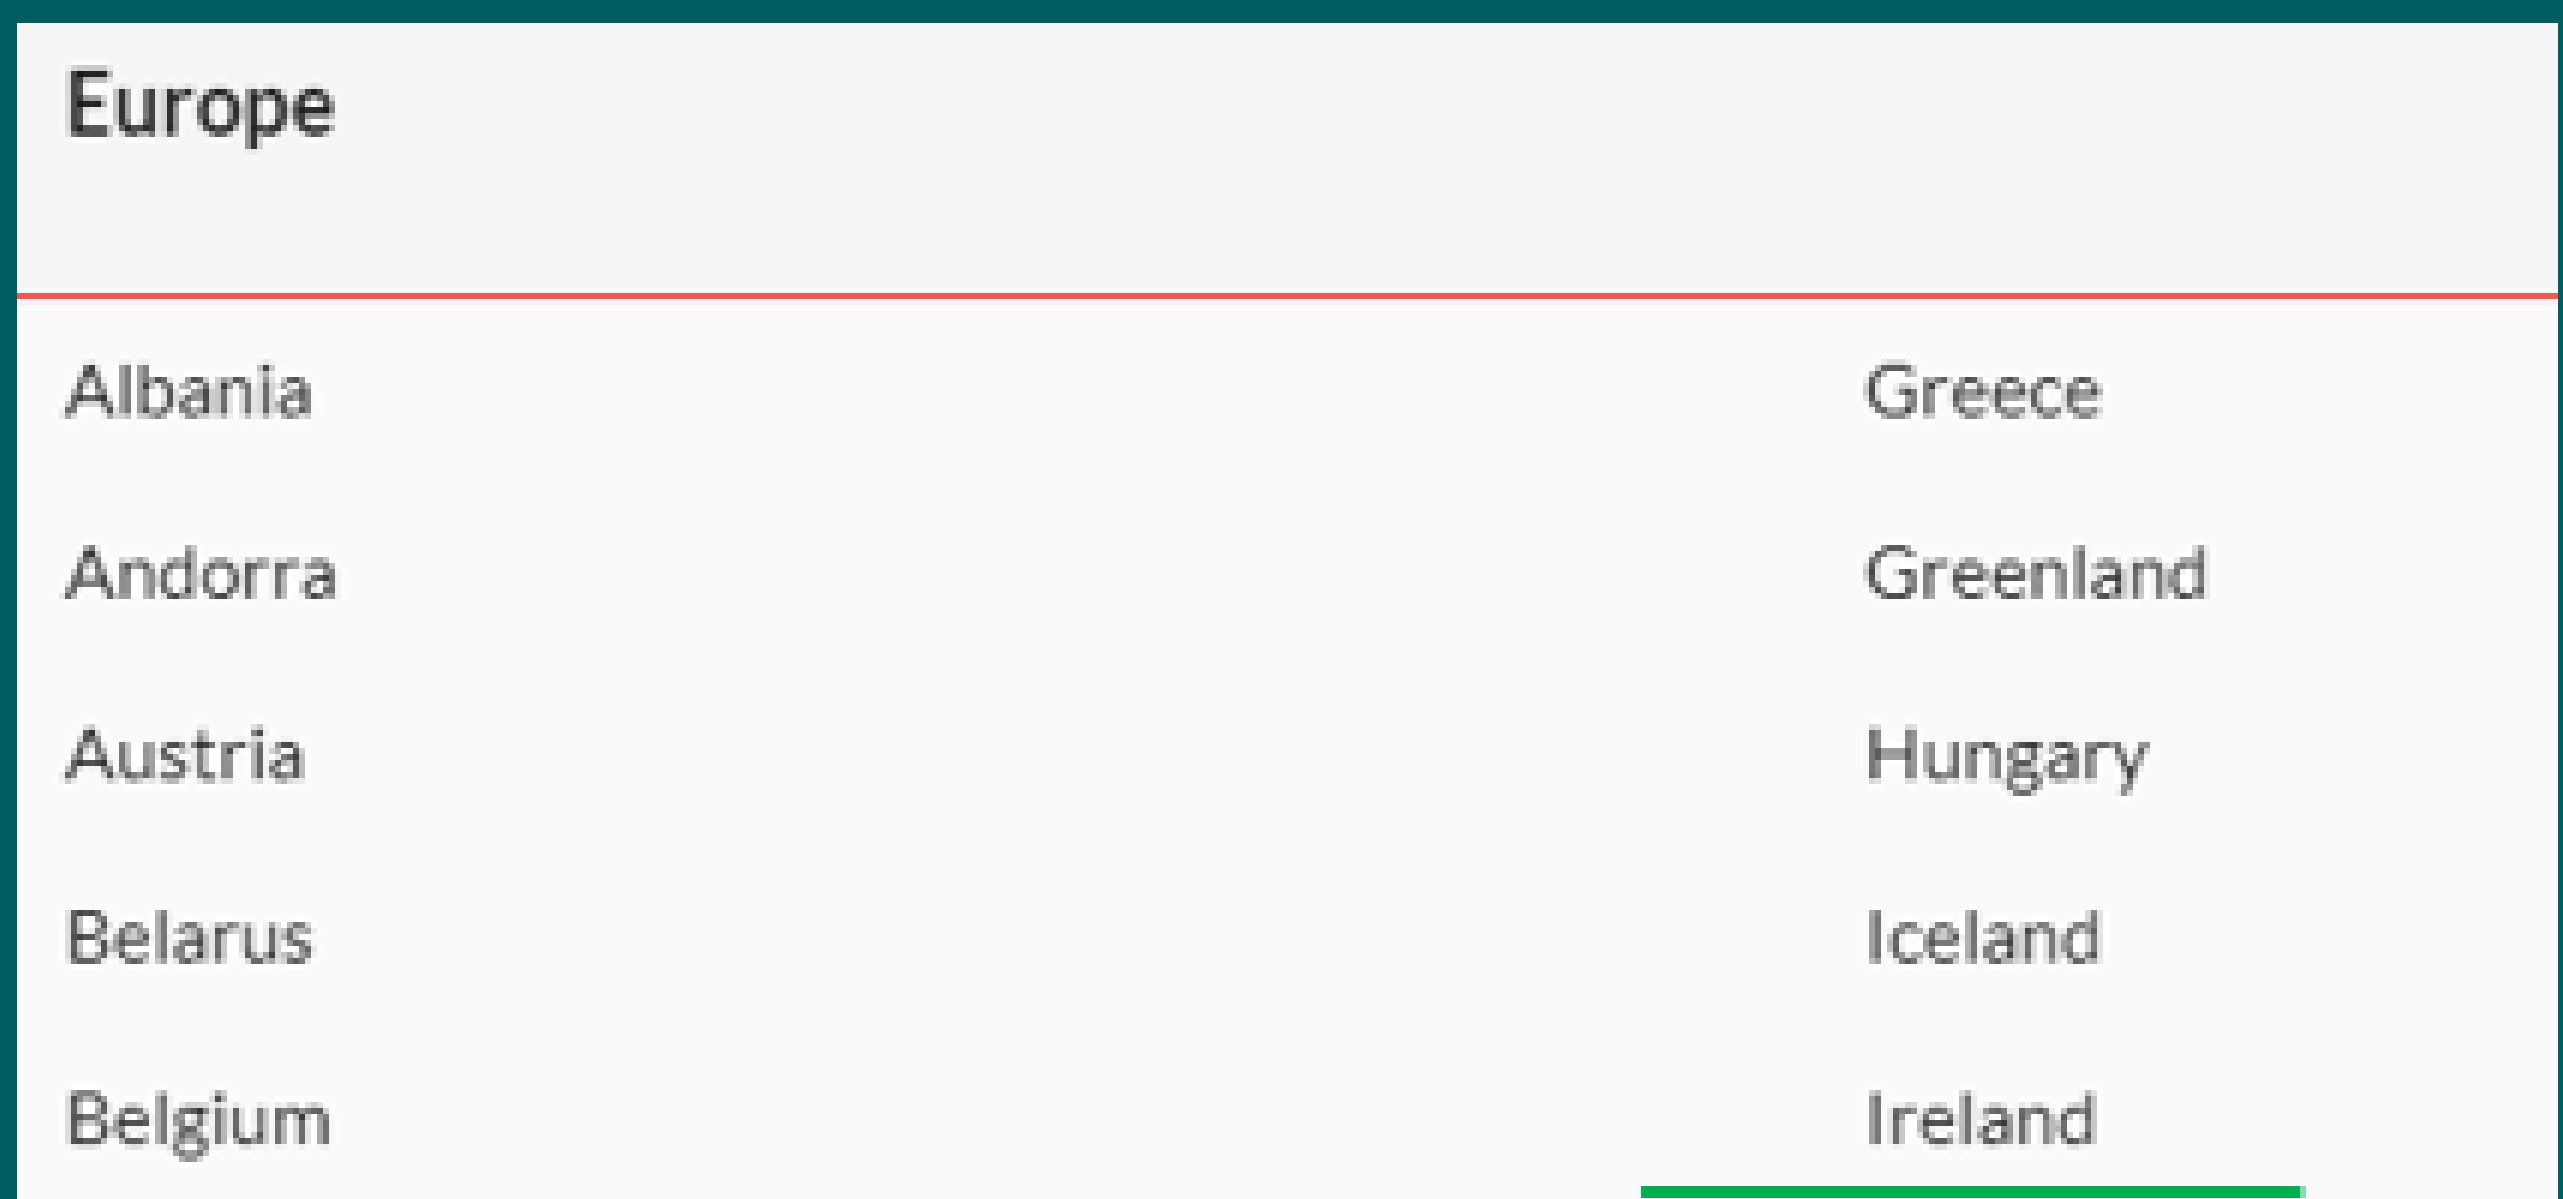 Europe
Albania
Greece
Andorra
Greenland
Austria
Hungary
Belarus
Iceland
Belgium
Ireland